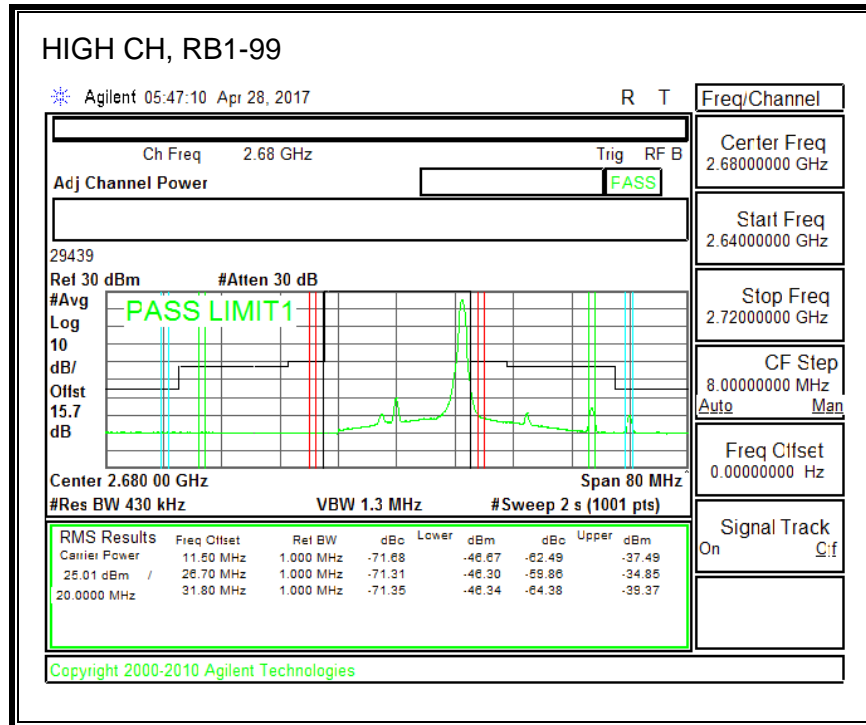 HIGH CH, RB1-99
Agilent 05:47:10 Apr 28, 2017 R T
Freq/Channel
Ch Freq 2.68 GHz Trig RF B
Adj Channel Power PASS
Center Freq
2.68000000 GHz
Start Freq
2.64000000 GHz
29439
Ref 30 dBm #Atten 30 dB
#Avg
Log
10
dB/
Offst
15.7
dB
PASS LIMIT1
Stop Freq
2.72000000 GHz
CF Step
8.00000000 MHz
Auto Man
Freq Offset
0.00000000 Hz
Center 2.680 00 GHz Span 80 MHz
#Res BW 430 kHz VBW 1.3 MHz #Sweep 2 s (1001 pts)
Signal Track
On Off
RMS Results Freq Offset Ref BW dBc Lower dBm dBc Upper dBm
Carrier Power 11.50 MHz 1.000 MHz -71.68 -46.67 -62.49 -37.49
25.01 dBm / 26.70 MHz 1.000 MHz -71.31 -46.30 -59.86 -34.85
20.0000 MHz 31.80 MHz 1.000 MHz -71.35 -46.34 -64.38 -39.37
Copyright 2000-2010 Agilent Technologies